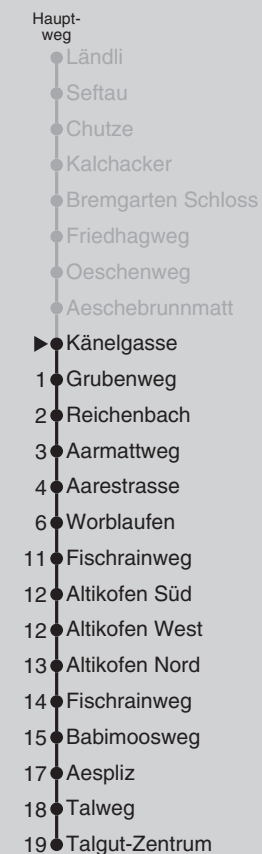 Haupt-
weg
Ländli
Seftau
Chutze
Kalchacker
Bremgarten Schloss
Friedhagweg
Oeschenweg
Aeschebrunnmatt
Känelgasse
1 Grubenweg
2 Reichenbach
3 Aarmattweg
4 Aarestrasse
6 Worblaufen
11 Fischrainweg
12 Altikofen Süd
12 Altikofen West
13 Altikofen Nord
14 Fischrainweg
15 Babimoosweg
17 Aespliz
18 Talweg
19 Talgut-Zentrum